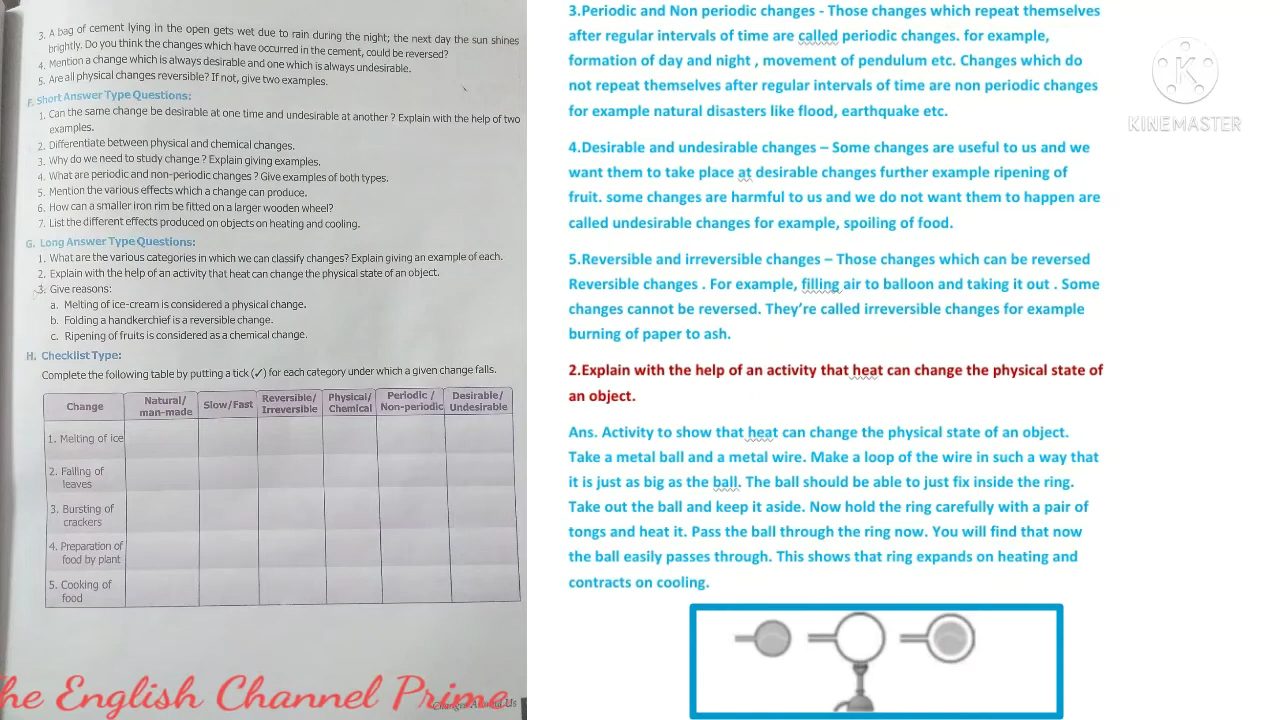 3. A bag of cement lying in the open gets wet due to rain during the night; the next day the sun shines
brightly. Do you think the changes which have occurred in the cement, could be reversed?
4. Mention a change which is always desirable and one which is always undesirable.
5. Are all physical changes reversible? If not, give two examples.
F. Short Answer Type Questions:
1. Can the same change be desirable at one time and undesirable at another ? Explain with the help of two
examples.
2. Differentiate between physical and chemical changes.
3. Why do we need to study change ? Explain giving examples.
4. What are periodic and non-periodic changes ? Give examples of both types.
5. Mention the various effects which a change can produce.
6. How can a smaller iron rim be fitted on a larger wooden wheel?
7. List the different effects produced on objects on heating and cooling.
G. Long Answer Type Questions:
1. What are the various categories in which we can classify changes? Explain giving an example of each.
2. Explain with the help of an activity that heat can change the physical state of an object.
3. Give reasons:
a. Melting of ice-cream is considered a physical change.
b. Folding a handkerchief is a reversible change.
c. Ripening of fruits is considered as a chemical change.
H. Checklist Type:
Complete the following table by putting a tick (✓) for each category under which a given change falls.
Change
Natural/
man-made
Slow/Fast
Reversible/
Irreversible
Physical/
Chemical
Periodic /
Non-periodic
Desirable/
Undesirable
1. Melting of ice
2. Falling of
leaves
3. Bursting of
crackers
4. Preparation of
food by plant
5. Cooking of
food
he English Channel Prime
3.Periodic and Non periodic changes - Those changes which repeat themselves
after regular intervals of time are called periodic changes. for example,
formation of day and night , movement of pendulum etc. Changes which do
not repeat themselves after regular intervals of time are non periodic changes
for example natural disasters like flood, earthquake etc.
4.Desirable and undesirable changes – Some changes are useful to us and we
want them to take place at desirable changes further example ripening of
fruit. some changes are harmful to us and we do not want them to happen are
called undesirable changes for example, spoiling of food.
5.Reversible and irreversible changes – Those changes which can be reversed
Reversible changes . For example, filling air to balloon and taking it out . Some
changes cannot be reversed. They're called irreversible changes for example
burning of paper to ash.
2.Explain with the help of an activity that heat can change the physical state of
an object.
Ans. Activity to show that heat can change the physical state of an object.
Take a metal ball and a metal wire. Make a loop of the wire in such a way that
it is just as big as the ball. The ball should be able to just fix inside the ring.
Take out the ball and keep it aside. Now hold the ring carefully with a pair of
tongs and heat it. Pass the ball through the ring now. You will find that now
the ball easily passes through. This shows that ring expands on heating and
contracts on cooling.
K
KINEMASTER